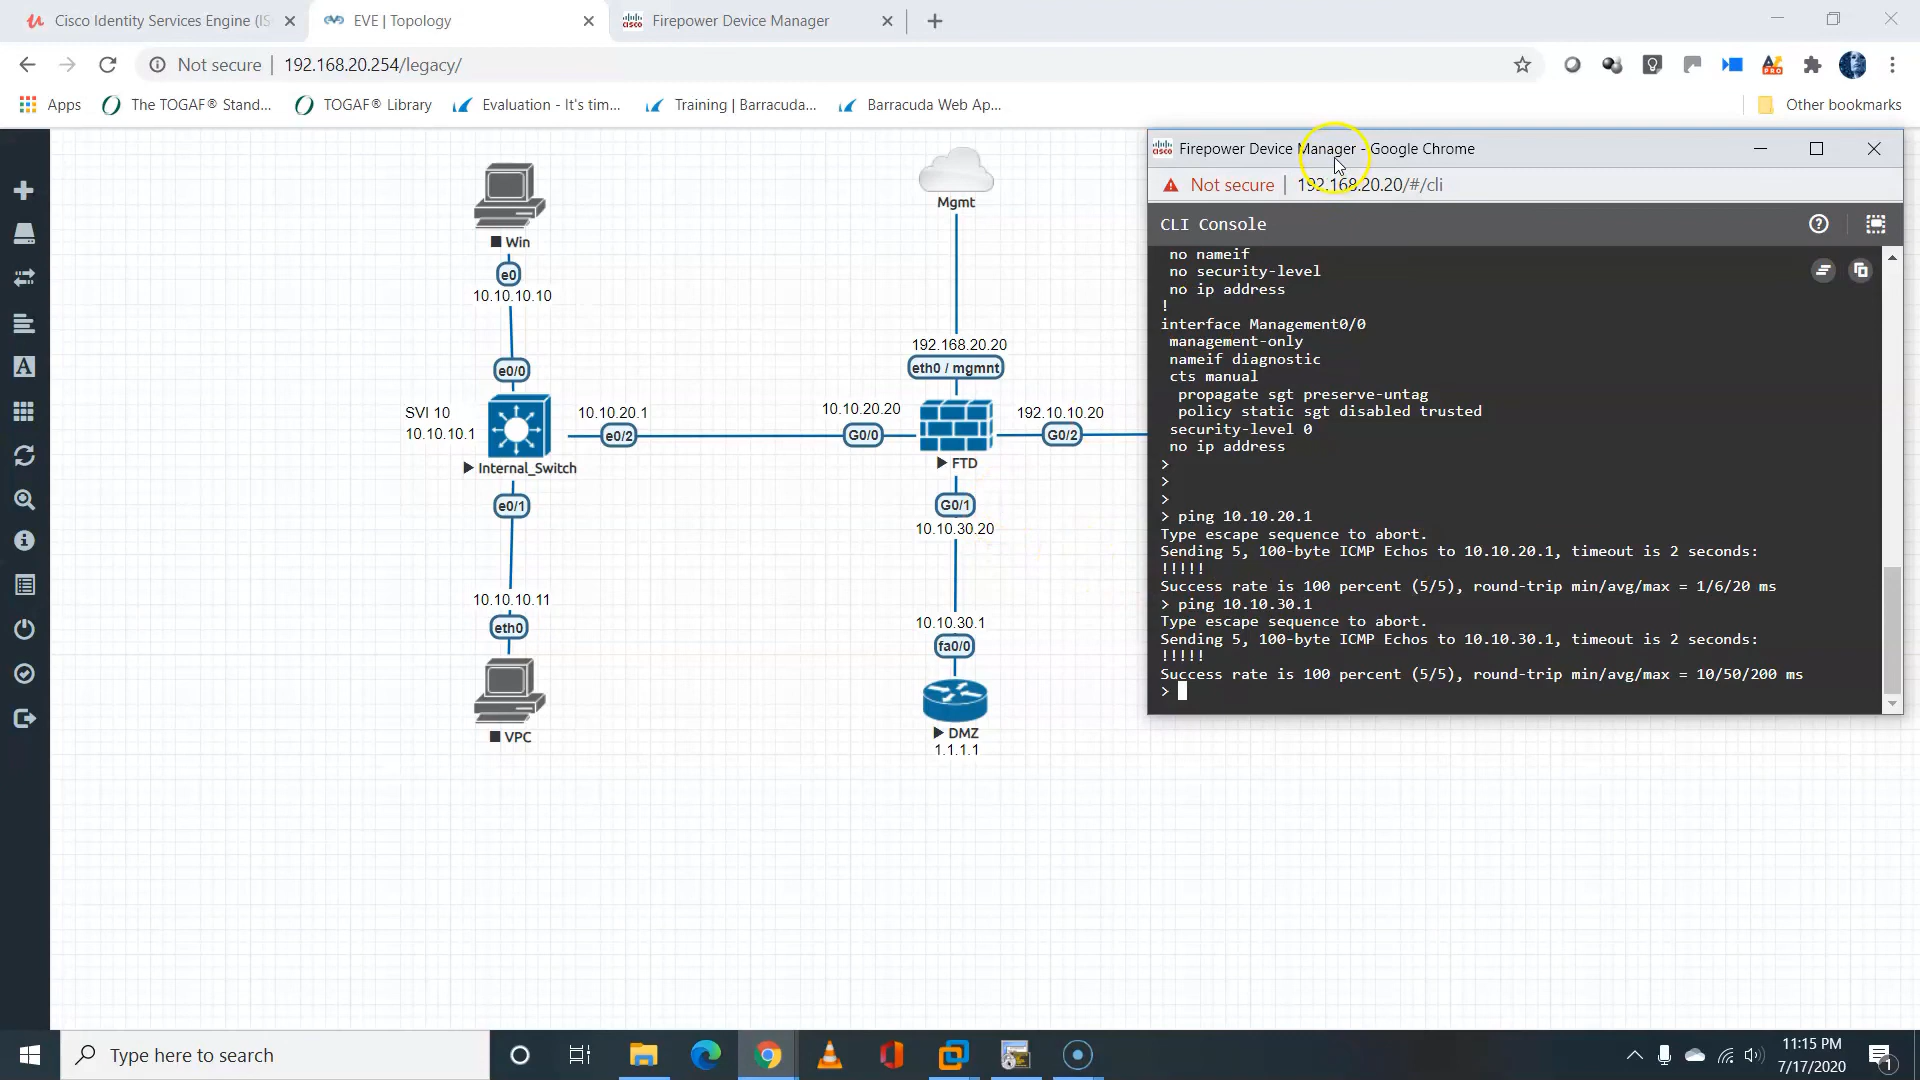 Cisco Identity Services Engine (IS
EVE | Topology
Firepower Device Manager
Not secure | 192.168.20.254/legacy/
Apps
The TOGAF® Stand...
TOGAF® Library
Evaluation - It's tim...
Training | Barracuda...
Barracuda Web Ap...
Other bookmarks
Win
e0
10.10.10.10
e0/0
SVI 10
10.10.10.1
Internal_Switch
10.10.20.1
e0/2
e0/1
10.10.10.11
eth0
VPC
Mgmt
192.168.20.20
eth0 / mgmnt
10.10.20.20
G0/0
192.10.10.20
G0/2
FTD
G0/1
10.10.30.20
10.10.30.1
fa0/0
DMZ
1.1.1.1
Firepower Device Manager - Google Chrome
Not secure | 192.168.20.20/#/cli
CLI Console
no nameif
no security-level
no ip address
!
interface Management0/0
management-only
nameif diagnostic
cts manual
propagate sgt preserve-untag
policy static sgt disabled trusted
security-level 0
no ip address
>
>
>
> ping 10.10.20.1
Type escape sequence to abort.
Sending 5, 100-byte ICMP Echos to 10.10.20.1, timeout is 2 seconds:
!!!!!
Success rate is 100 percent (5/5), round-trip min/avg/max = 1/6/20 ms
> ping 10.10.30.1
Type escape sequence to abort.
Sending 5, 100-byte ICMP Echos to 10.10.30.1, timeout is 2 seconds:
!!!!!
Success rate is 100 percent (5/5), round-trip min/avg/max = 10/50/200 ms
>
Type here to search
11:15 PM
7/17/2020
1